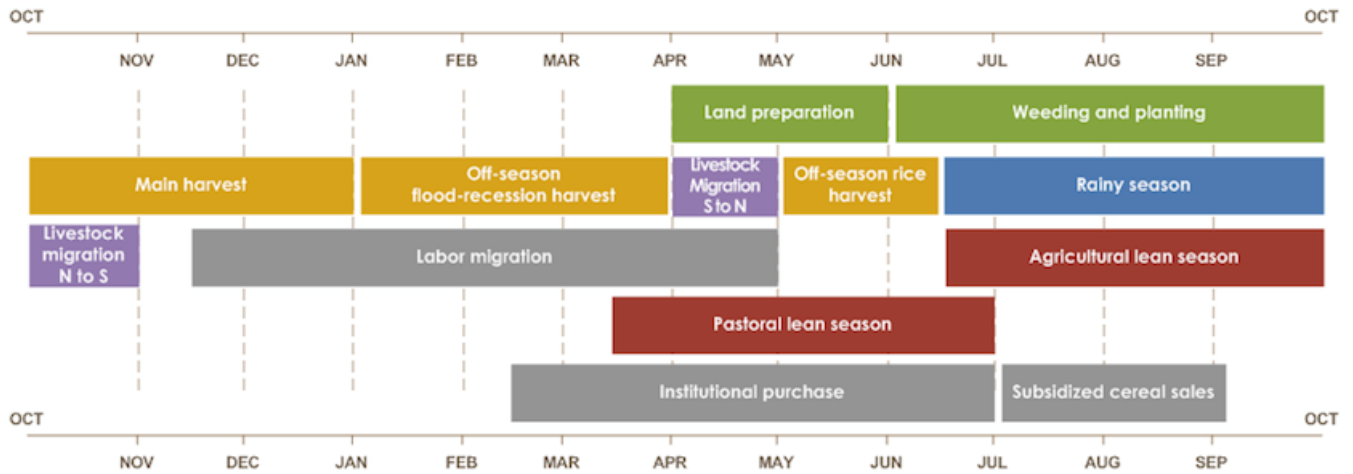 OCT OCT
NOV DEC JAN FEB MAR APR MAY JUN JUL AUG SEP
Land preparation
Weeding and planting
Main harvest
Off-season
flood-recession harvest
Livestock
Migration
S to N
Off-season rice
harvest
Rainy season
Livestock
migration
N to S
Labor migration
Agricultural lean season
Pastoral lean season
Institutional purchase
Subsidized cereal sales
OCT OCT
NOV DEC JAN FEB MAR APR MAY JUN JUL AUG SEP